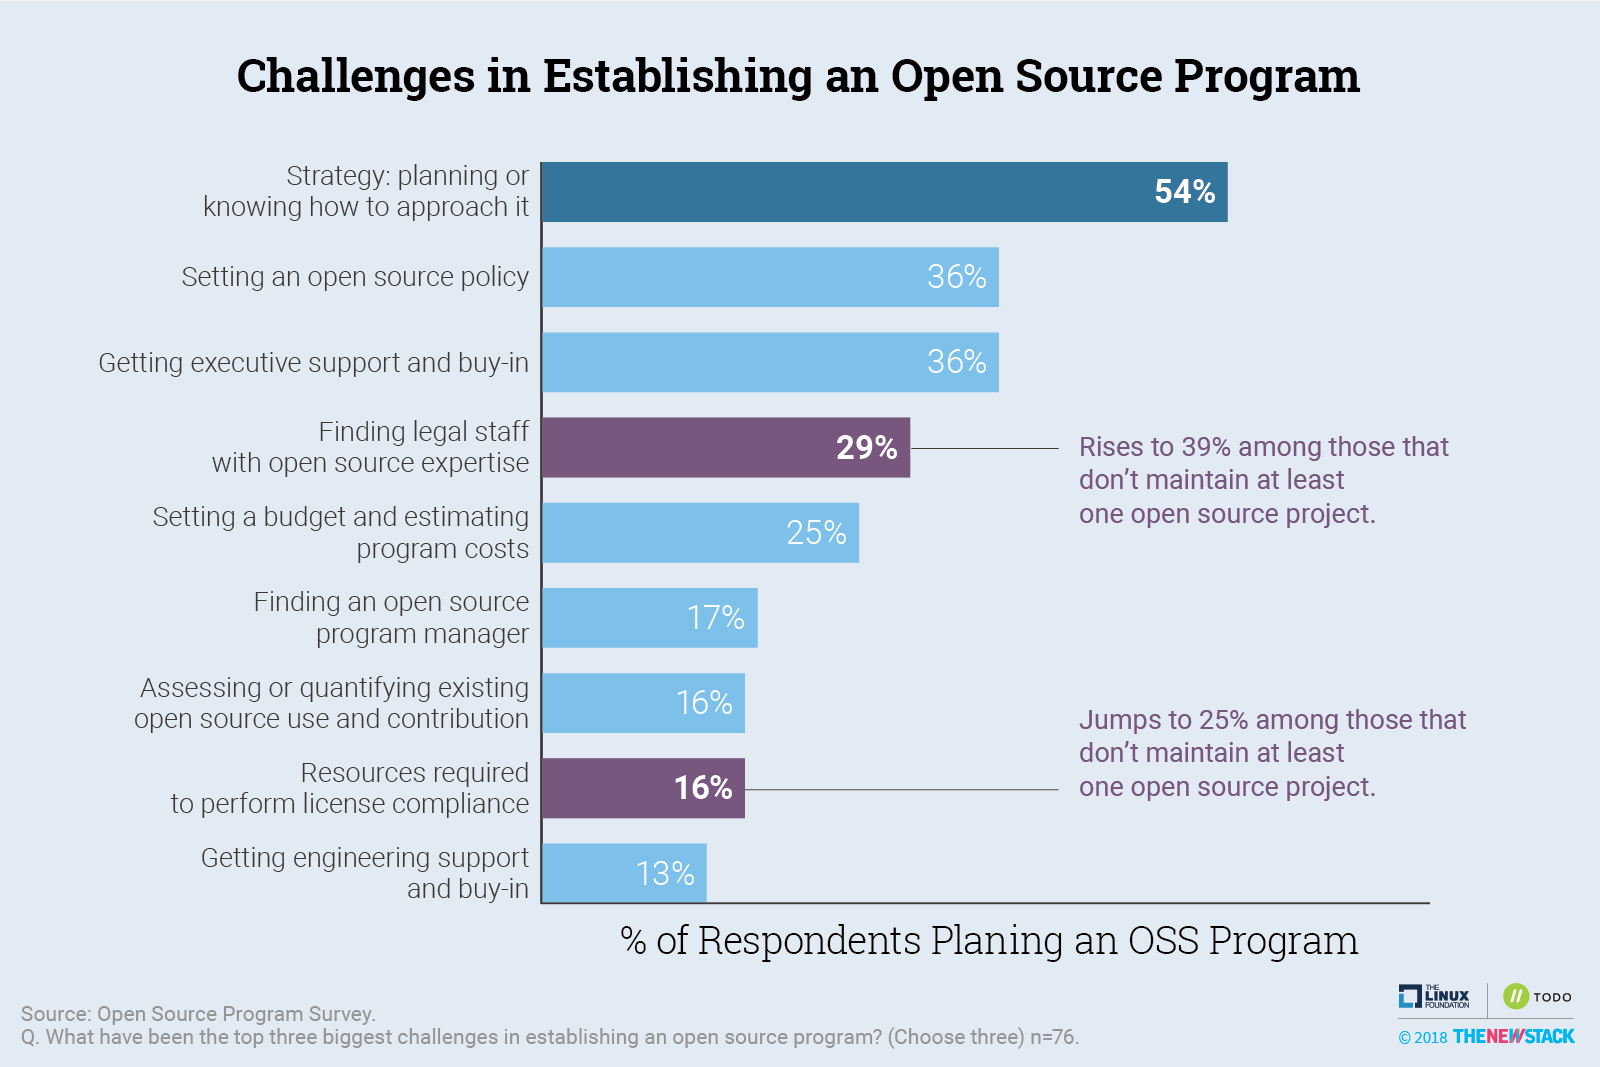 Challenges in Establishing an Open Source Program
Strategy: planning or
knowing how to approach it
54%
Setting an open source policy
36%
Getting executive support and buy-in
36%
Finding legal staff
with open source expertise
29%
Rises to 39% among those that
don’t maintain at least
one open source project.
Setting a budget and estimating
program costs
25%
Finding an open source
program manager
17%
Assessing or quantifying existing
open source use and contribution
16%
Resources required
to perform license compliance
16%
Jumps to 25% among those that
don’t maintain at least
one open source project.
Getting engineering support
and buy-in
13%
% of Respondents Planing an OSS Program
Source: Open Source Program Survey.
Q. What have been the top three biggest challenges in establishing an open source program? (Choose three) n=76.
THE
LINUX
FOUNDATION
TODO
© 2018 THENEWSTACK